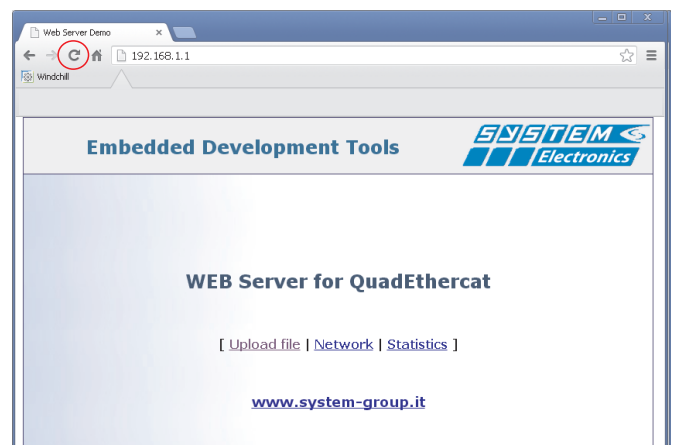 Web Server Demo
192.168.1.1
Windchill
Embedded Development Tools
SYSTEM
Electronics
WEB Server for QuadEthercat
[ Upload file | Network | Statistics ]
www.system-group.it